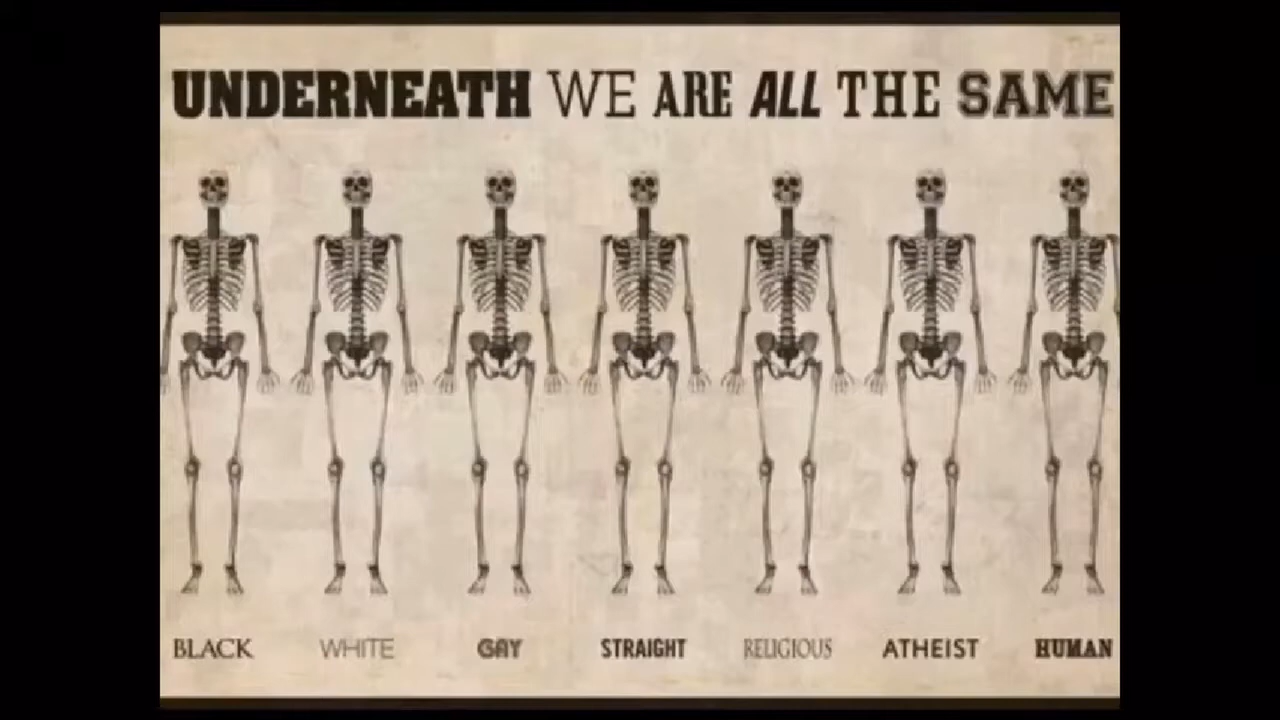 UNDERNEATH WE ARE ALL THE SAME
BLACK WHITE GAY STRAIGHT RELIGIOUS ATHEIST HUMAN